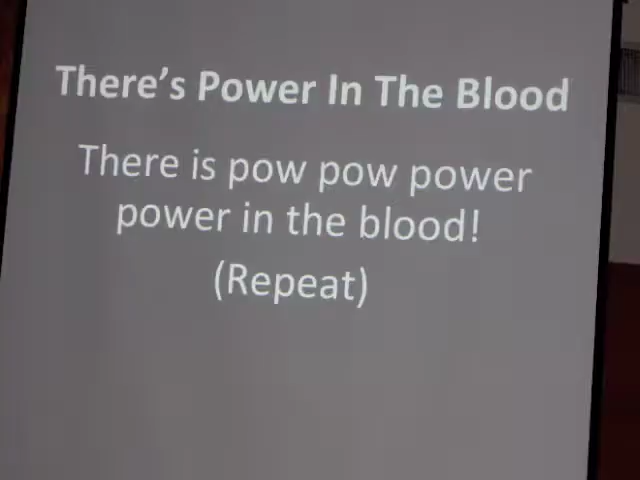 There's Power In The Blood
There is pow pow power
power in the blood!
(Repeat)